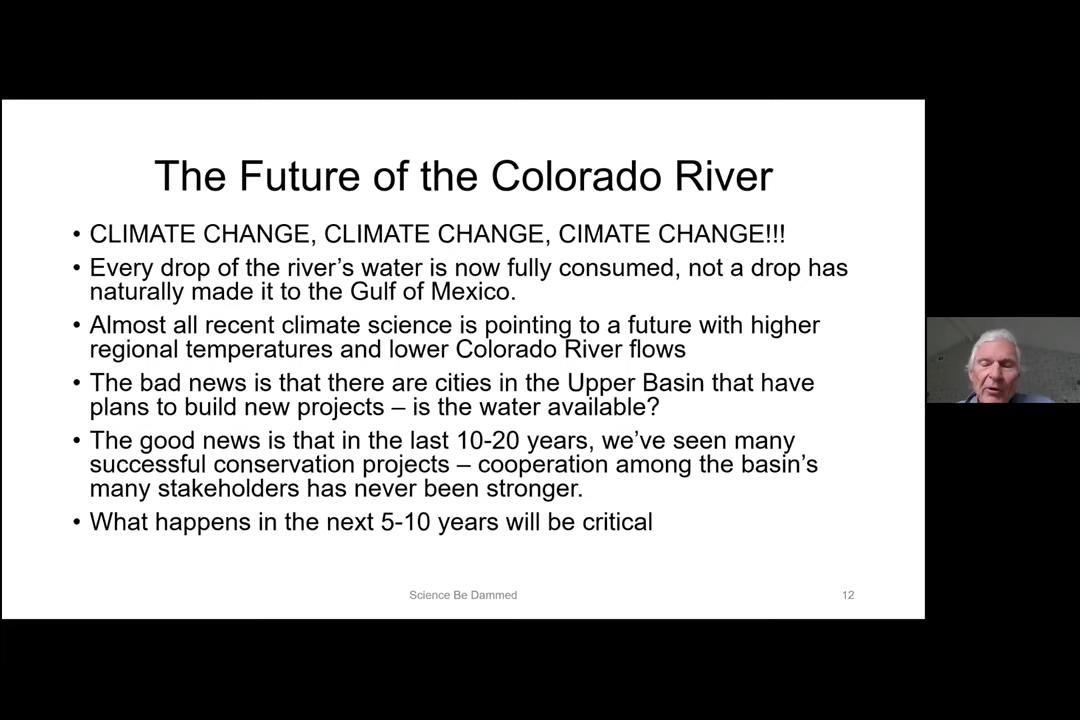 The Future of the Colorado River
• CLIMATE CHANGE, CLIMATE CHANGE, CIMATE CHANGE!!!
• Every drop of the river’s water is now fully consumed, not a drop has
naturally made it to the Gulf of Mexico.
• Almost all recent climate science is pointing to a future with higher
regional temperatures and lower Colorado River flows
• The bad news is that there are cities in the Upper Basin that have
plans to build new projects – is the water available?
• The good news is that in the last 10-20 years, we’ve seen many
successful conservation projects – cooperation among the basin’s
many stakeholders has never been stronger.
• What happens in the next 5-10 years will be critical
Science Be Dammed
12